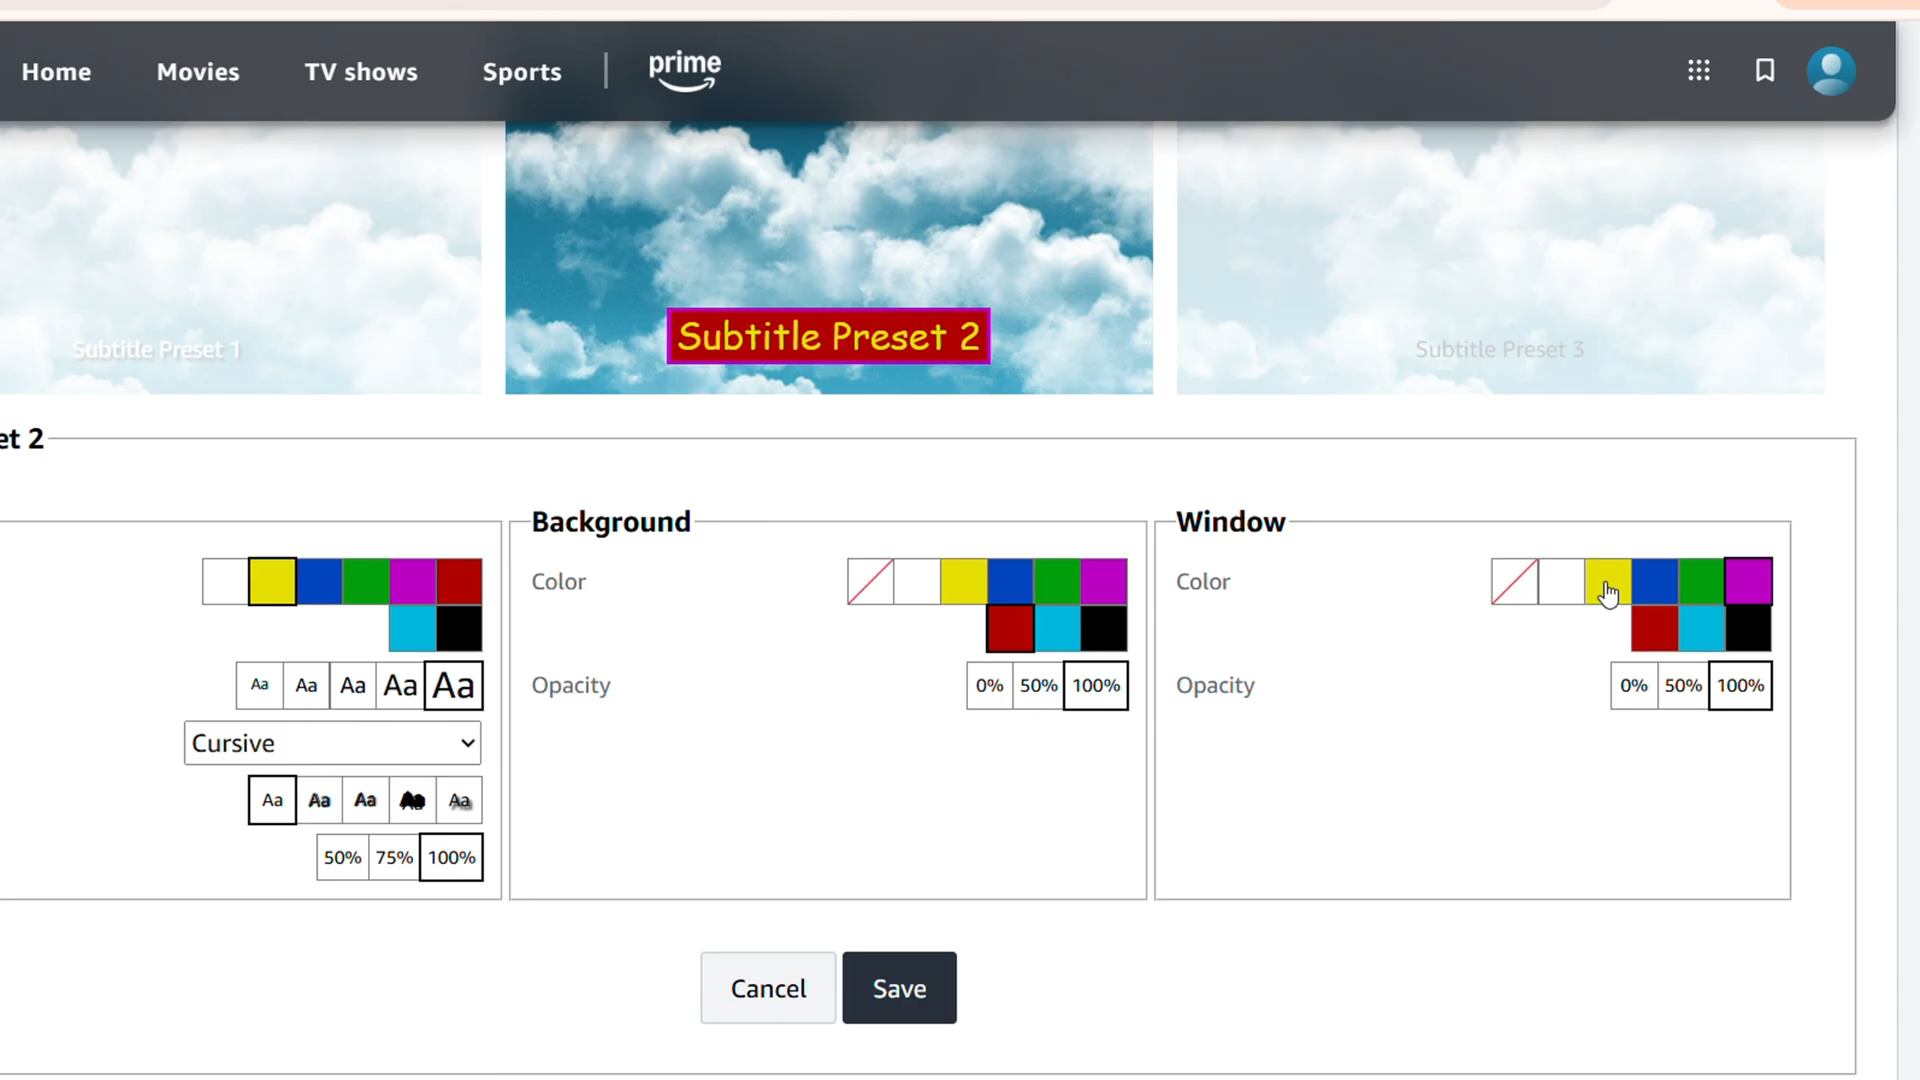 Home Movies TV shows Sports prime
Subtitle Preset 1
Subtitle Preset 2
Subtitle Preset 3
et 2
Background
Window
Color
Color
Aa Aa Aa Aa Aa
Opacity
0% 50% 100%
Opacity
0% 50% 100%
Cursive
Aa Aa Aa Aa Aa
50% 75% 100%
Cancel Save